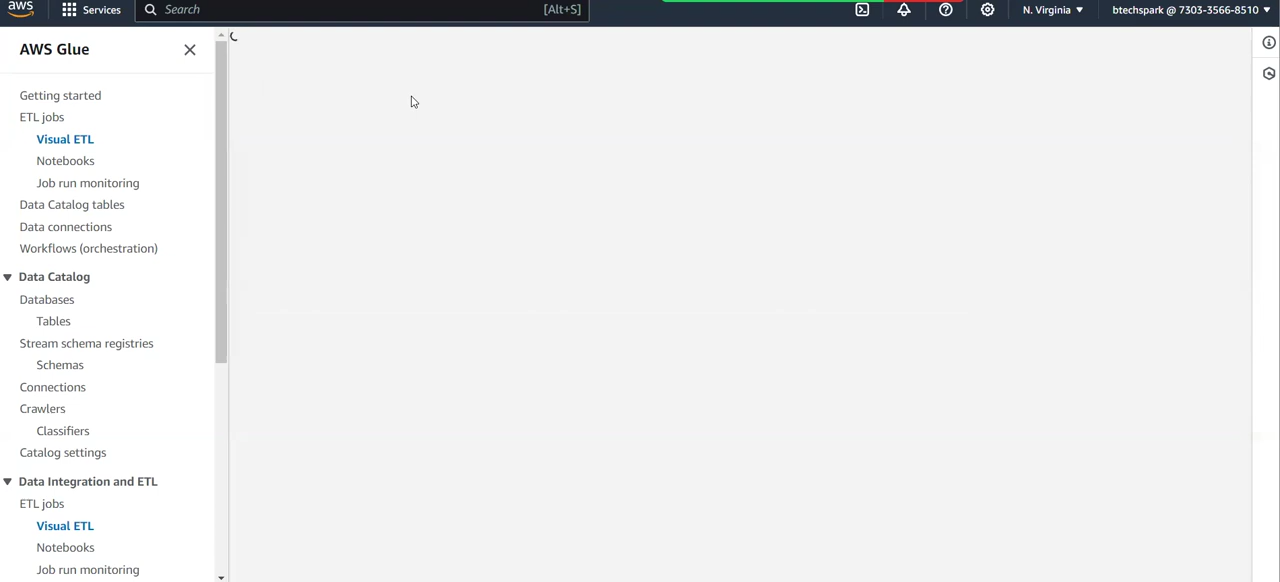 aws
Services
Search
[Alt+S]
N. Virginia
btechspark @ 7303-3566-8510
AWS Glue
Getting started
ETL jobs
Visual ETL
Notebooks
Job run monitoring
Data Catalog tables
Data connections
Workflows (orchestration)
Data Catalog
Databases
Tables
Stream schema registries
Schemas
Connections
Crawlers
Classifiers
Catalog settings
Data Integration and ETL
ETL jobs
Visual ETL
Notebooks
Job run monitoring